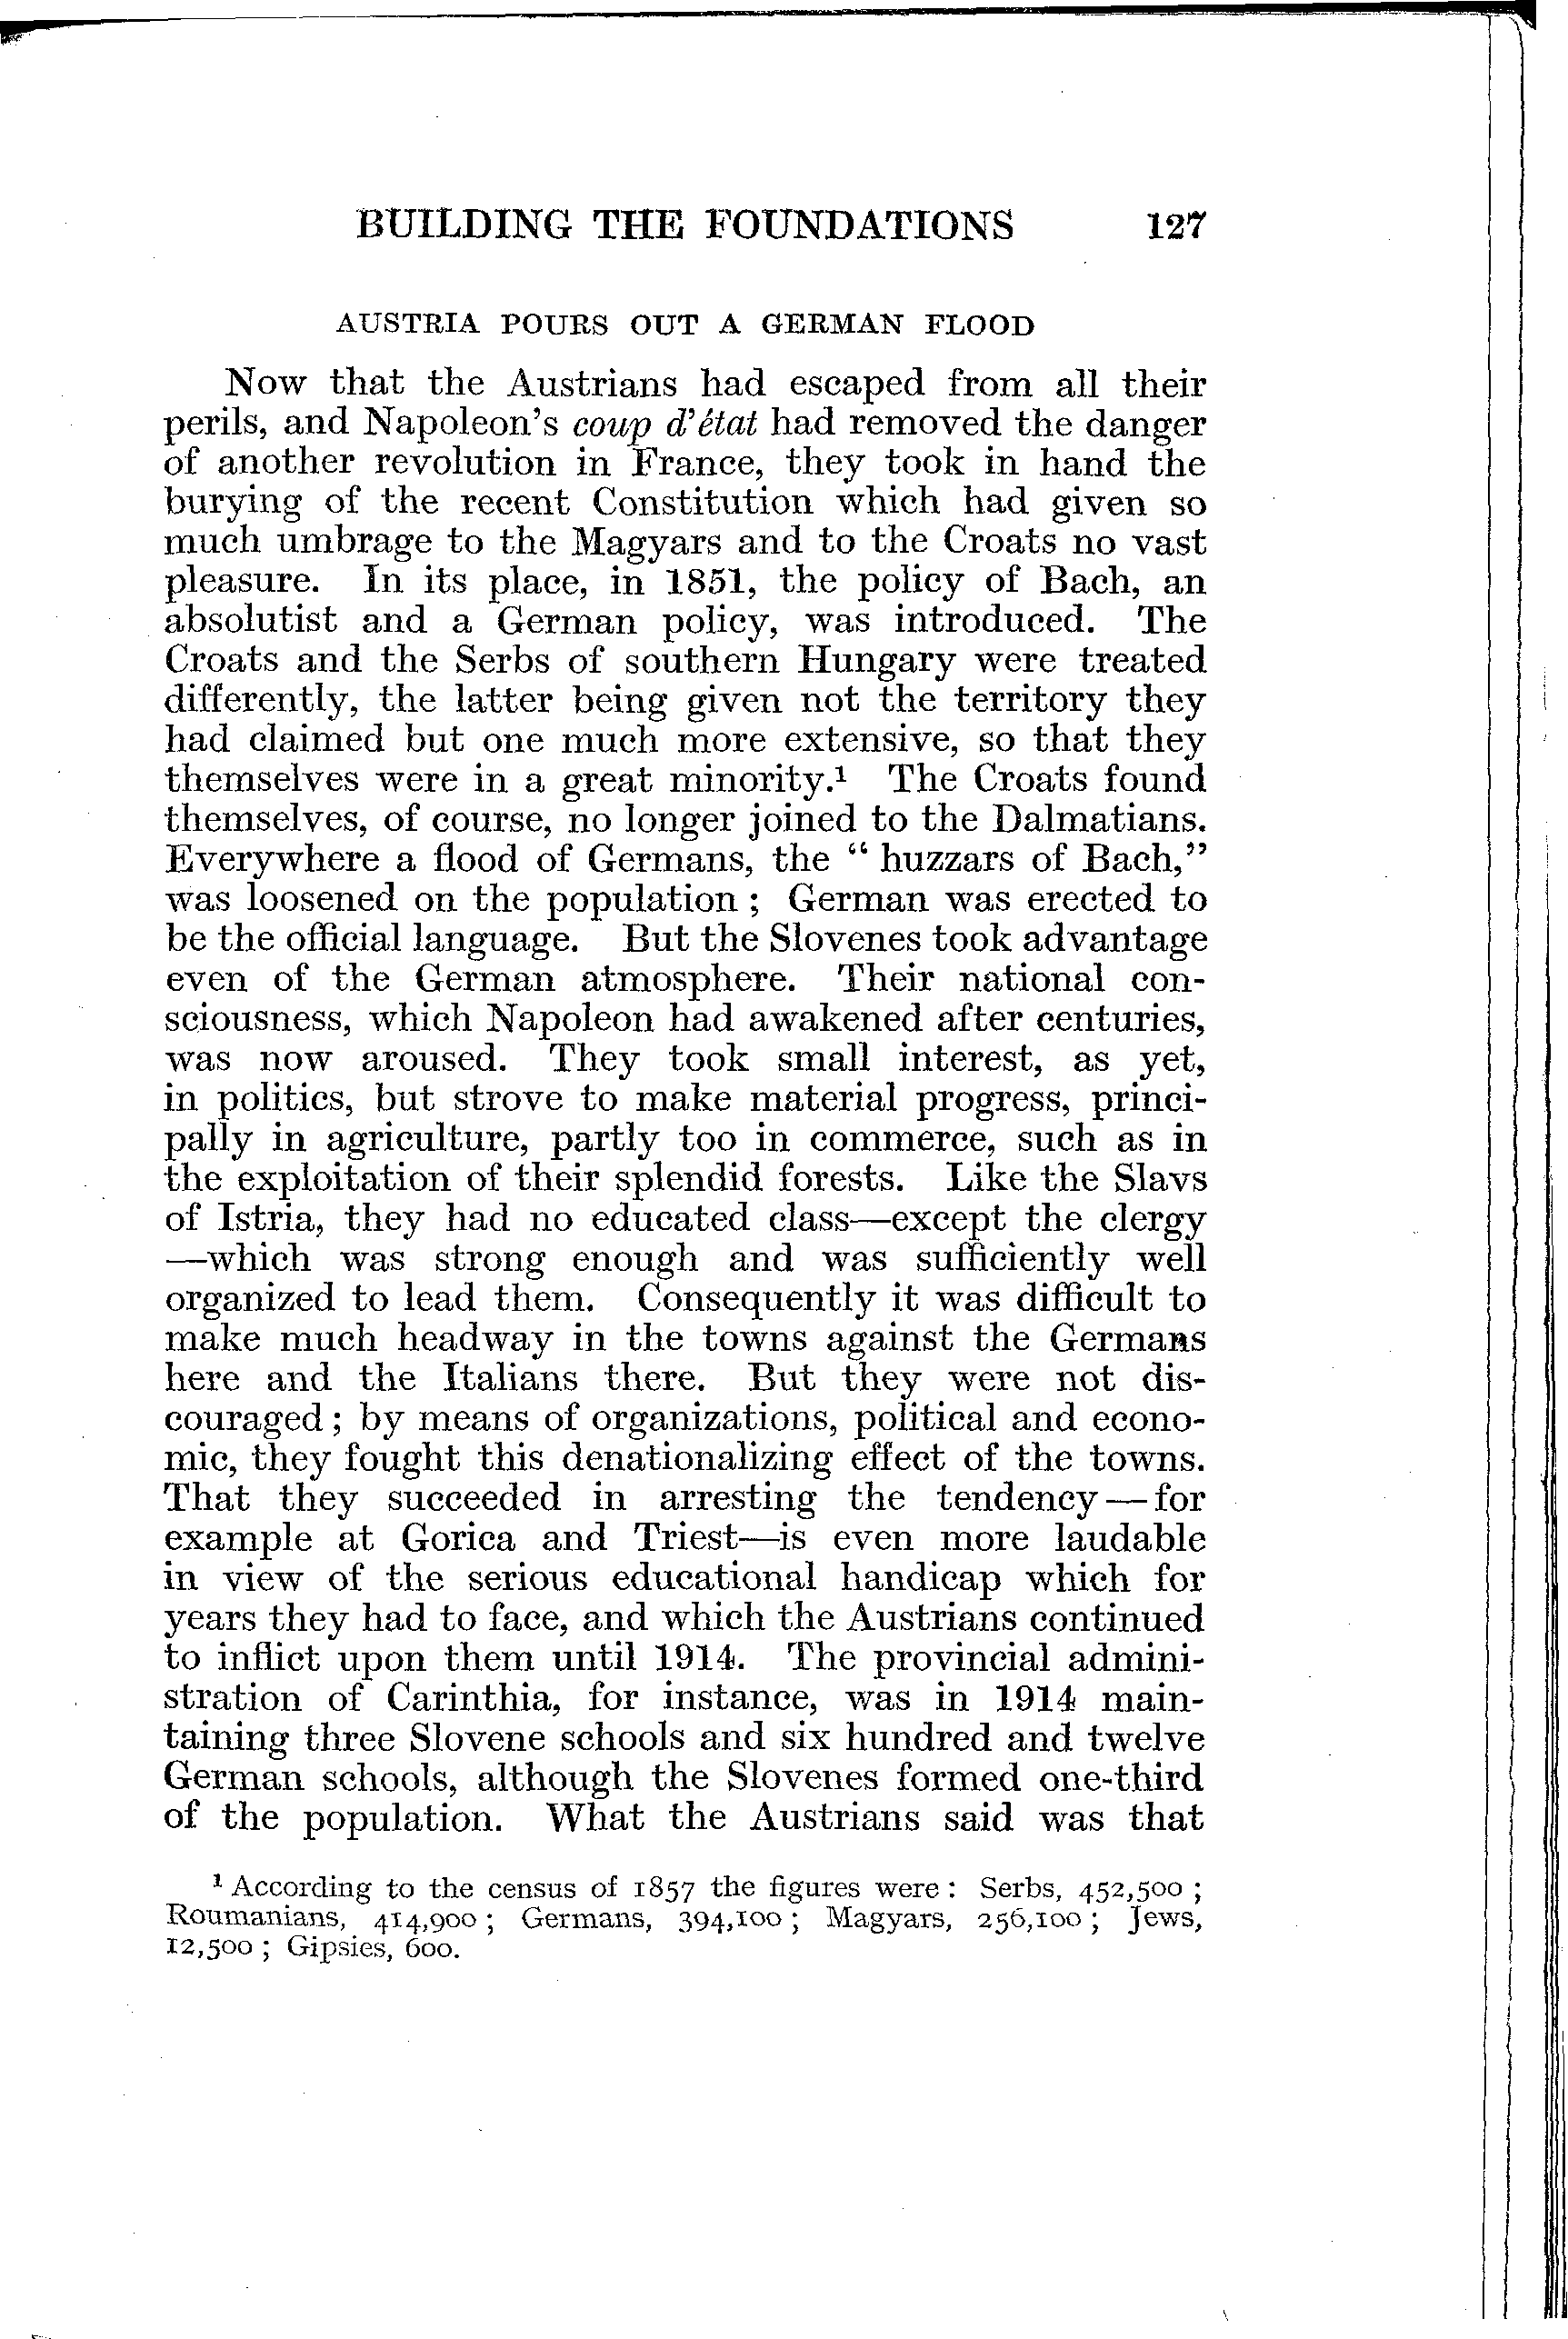 BUILDING THE FOUNDATIONS 127
AUSTRIA POURS OUT A GERMAN FLOOD
Now that the Austrians had escaped from all their
perils, and Napoleon's coup d'état had removed the danger
of another revolution in France, they took in hand the
burying of the recent Constitution which had given so
much umbrage to the Magyars and to the Croats no vast
pleasure. In its place, in 1851, the policy of Bach, an
absolutist and a German policy, was introduced. The
Croats and the Serbs of southern Hungary were treated
differently, the latter being given not the territory they
had claimed but one much more extensive, so that they
themselves were in a great minority.¹ The Croats found
themselves, of course, no longer joined to the Dalmatians.
Everywhere a flood of Germans, the “ huzzars of Bach,”
was loosened on the population ; German was erected to
be the official language. But the Slovenes took advantage
even of the German atmosphere. Their national con-
sciousness, which Napoleon had awakened after centuries,
was now aroused. They took small interest, as yet,
in politics, but strove to make material progress, princi-
pally in agriculture, partly too in commerce, such as in
the exploitation of their splendid forests. Like the Slavs
of Istria, they had no educated class—except the clergy
—which was strong enough and was sufficiently well
organized to lead them. Consequently it was difficult to
make much headway in the towns against the Germans
here and the Italians there. But they were not dis-
couraged ; by means of organizations, political and econo-
mic, they fought this denationalizing effect of the towns.
That they succeeded in arresting the tendency — for
example at Gorica and Triest—is even more laudable
in view of the serious educational handicap which for
years they had to face, and which the Austrians continued
to inflict upon them until 1914. The provincial admini-
stration of Carinthia, for instance, was in 1914 main-
taining three Slovene schools and six hundred and twelve
German schools, although the Slovenes formed one-third
of the population. What the Austrians said was that
¹ According to the census of 1857 the figures were : Serbs, 452,500 ;
Roumanians, 414,900 ; Germans, 394,100 ; Magyars, 256,100 ; Jews,
12,500 ; Gipsies, 600.